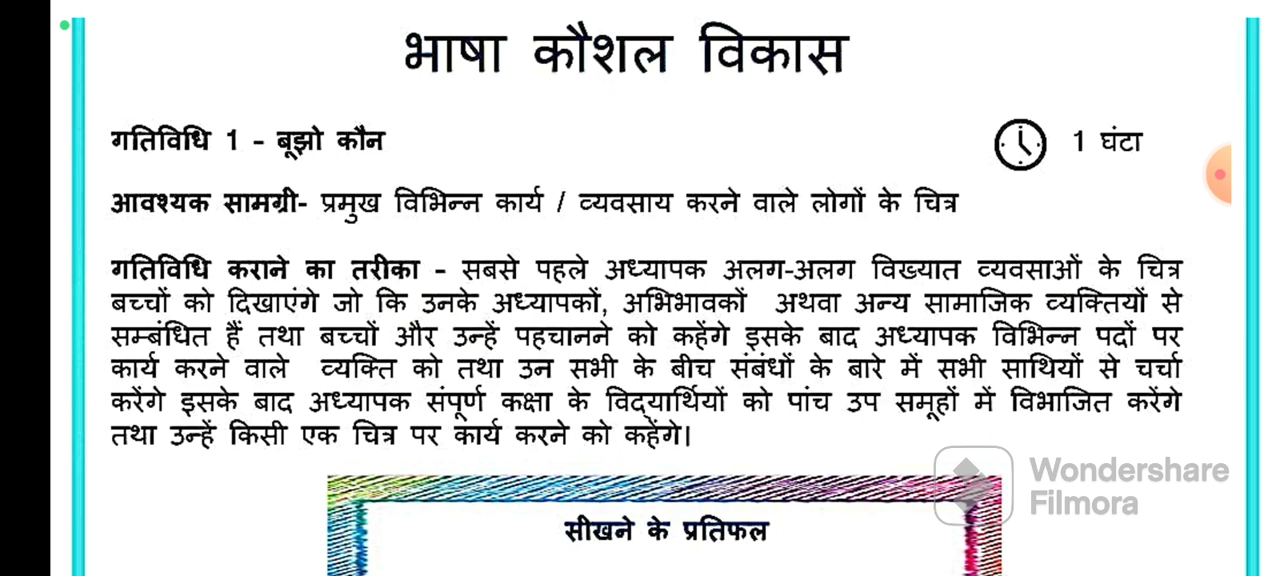 भाषा कौशल विकास
गतिविधि 1 - बूझो कौन
1 घंटा
आवश्यक सामग्री- प्रमुख विभिन्न कार्य / व्यवसाय करने वाले लोगों के चित्र
गतिविधि कराने का तरीका - सबसे पहले अध्यापक अलग-अलग विख्यात व्यवसाओं के चित्र
बच्चों को दिखाएंगे जो कि उनके अध्यापकों, अभिभावकों अथवा अन्य सामाजिक व्यक्तियों से
सम्बंधित हैं तथा बच्चों और उन्हें पहचानने को कहेंगे इसके बाद अध्यापक विभिन्न पदों पर
कार्य करने वाले व्यक्ति को तथा उन सभी के बीच संबंधों के बारे में सभी साथियों से चर्चा
करेंगे इसके बाद अध्यापक संपूर्ण कक्षा के विद्यार्थियों को पांच उप समूहों में विभाजित करेंगे
तथा उन्हें किसी एक चित्र पर कार्य करने को कहेंगे।
Wondershare
Filmora
सीखने के प्रतिफल